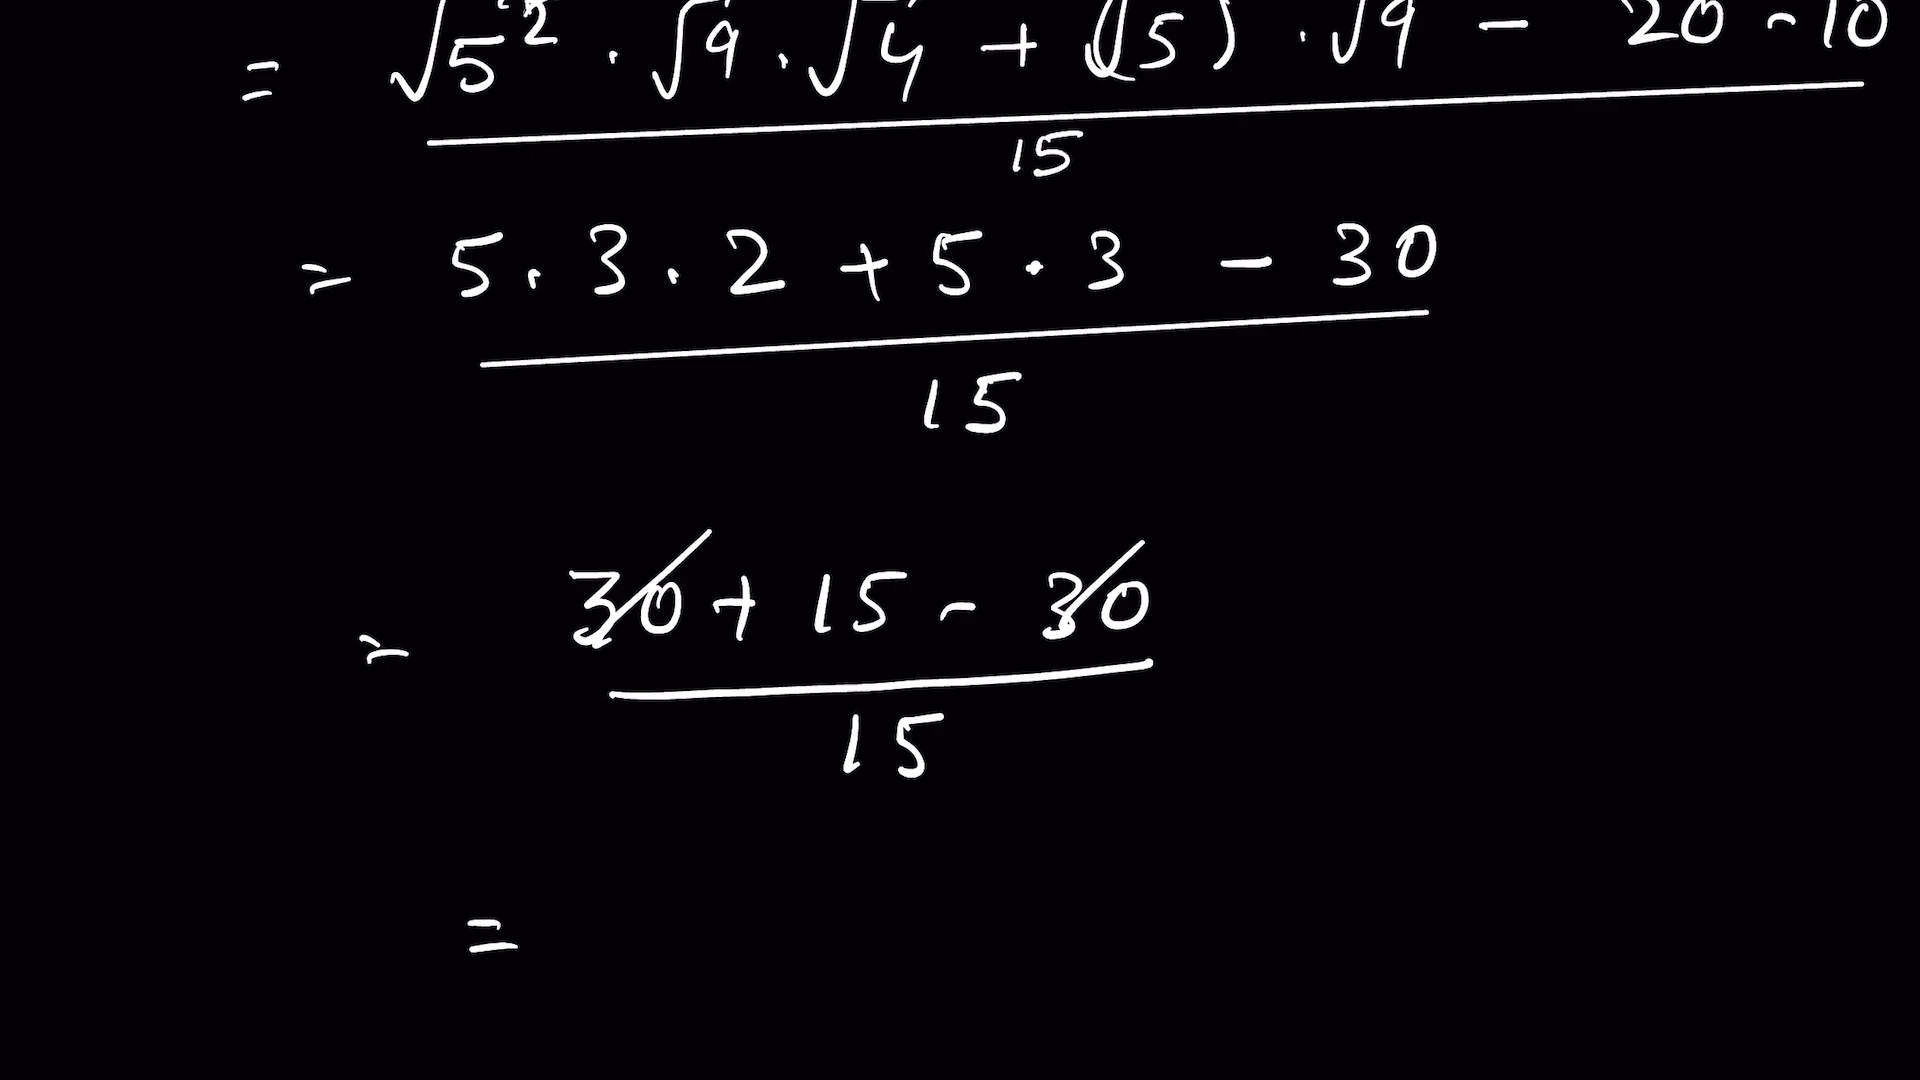 = √5² · √9 · √4 + (√5) · √9 - 20 - 10
15
= 5 · 3 · 2 + 5 · 3 - 30
15
= 30 + 15 - 30
15
=